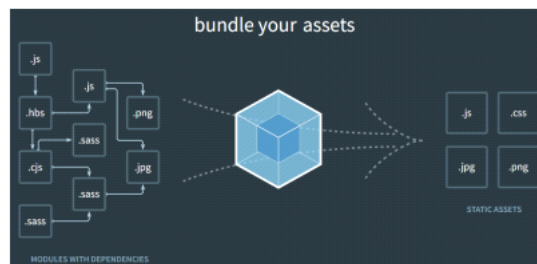 bundle your assets
.js
.js
.hbs
.png
.sass
.cjs
.jpg
.sass
.sass
MODULES WITH DEPENDENCIES
.js
.css
.jpg
.png
STATIC ASSETS